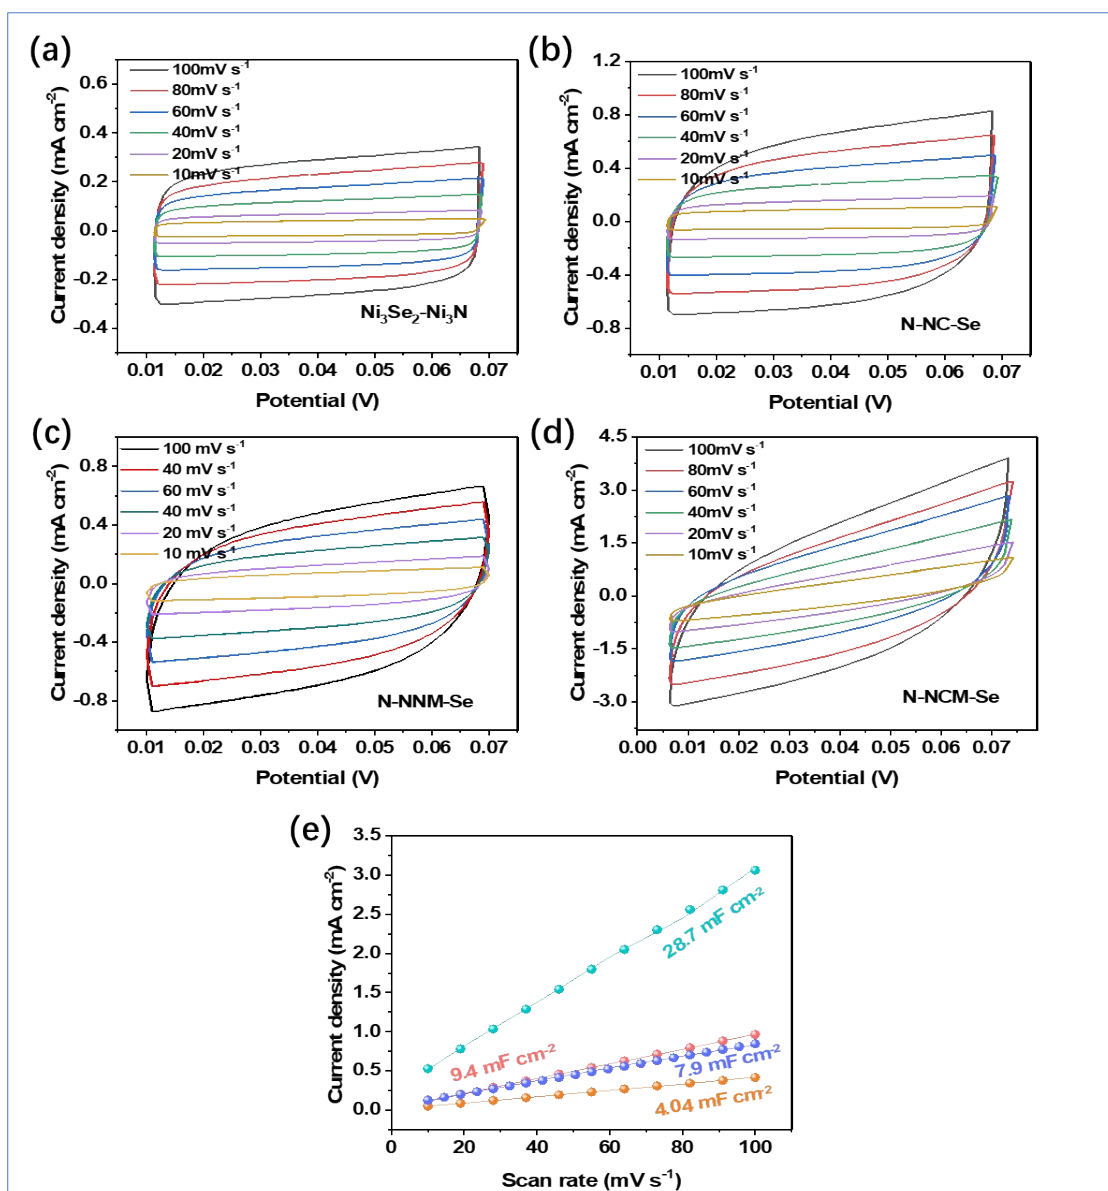 (a)
100mV s⁻¹
80mV s⁻¹
60mV s⁻¹
40mV s⁻¹
20mV s⁻¹
10mV s⁻¹
Current density (mA cm⁻²)
0.6
0.4
0.2
0.0
-0.2
-0.4
Ni₃Se₂-Ni₃N
0.01 0.02 0.03 0.04 0.05 0.06 0.07
Potential (V)
(b)
100mV s⁻¹
80mV s⁻¹
60mV s⁻¹
40mV s⁻¹
20mV s⁻¹
10mV s⁻¹
Current density (mA cm⁻²)
1.2
0.8
0.4
0.0
-0.4
-0.8
N-NC-Se
0.01 0.02 0.03 0.04 0.05 0.06 0.07
Potential (V)
(c)
100 mV s⁻¹
40 mV s⁻¹
60 mV s⁻¹
40 mV s⁻¹
20 mV s⁻¹
10 mV s⁻¹
Current density (mA cm⁻²)
0.8
0.4
0.0
-0.4
-0.8
N-NNM-Se
0.01 0.02 0.03 0.04 0.05 0.06 0.07
Potential (V)
(d)
100mV s⁻¹
80mV s⁻¹
60mV s⁻¹
40mV s⁻¹
20mV s⁻¹
10mV s⁻¹
Current density (mA cm⁻²)
4.5
3.0
1.5
0.0
-1.5
-3.0
N-NCM-Se
0.00 0.01 0.02 0.03 0.04 0.05 0.06 0.07
Potential (V)
(e)
Current density (mA cm⁻²)
3.5
3.0
2.5
2.0
1.5
1.0
0.5
0.0
28.7 mF cm⁻²
9.4 mF cm⁻²
7.9 mF cm⁻²
4.04 mF cm⁻²
0 20 40 60 80 100
Scan rate (mV s⁻¹)